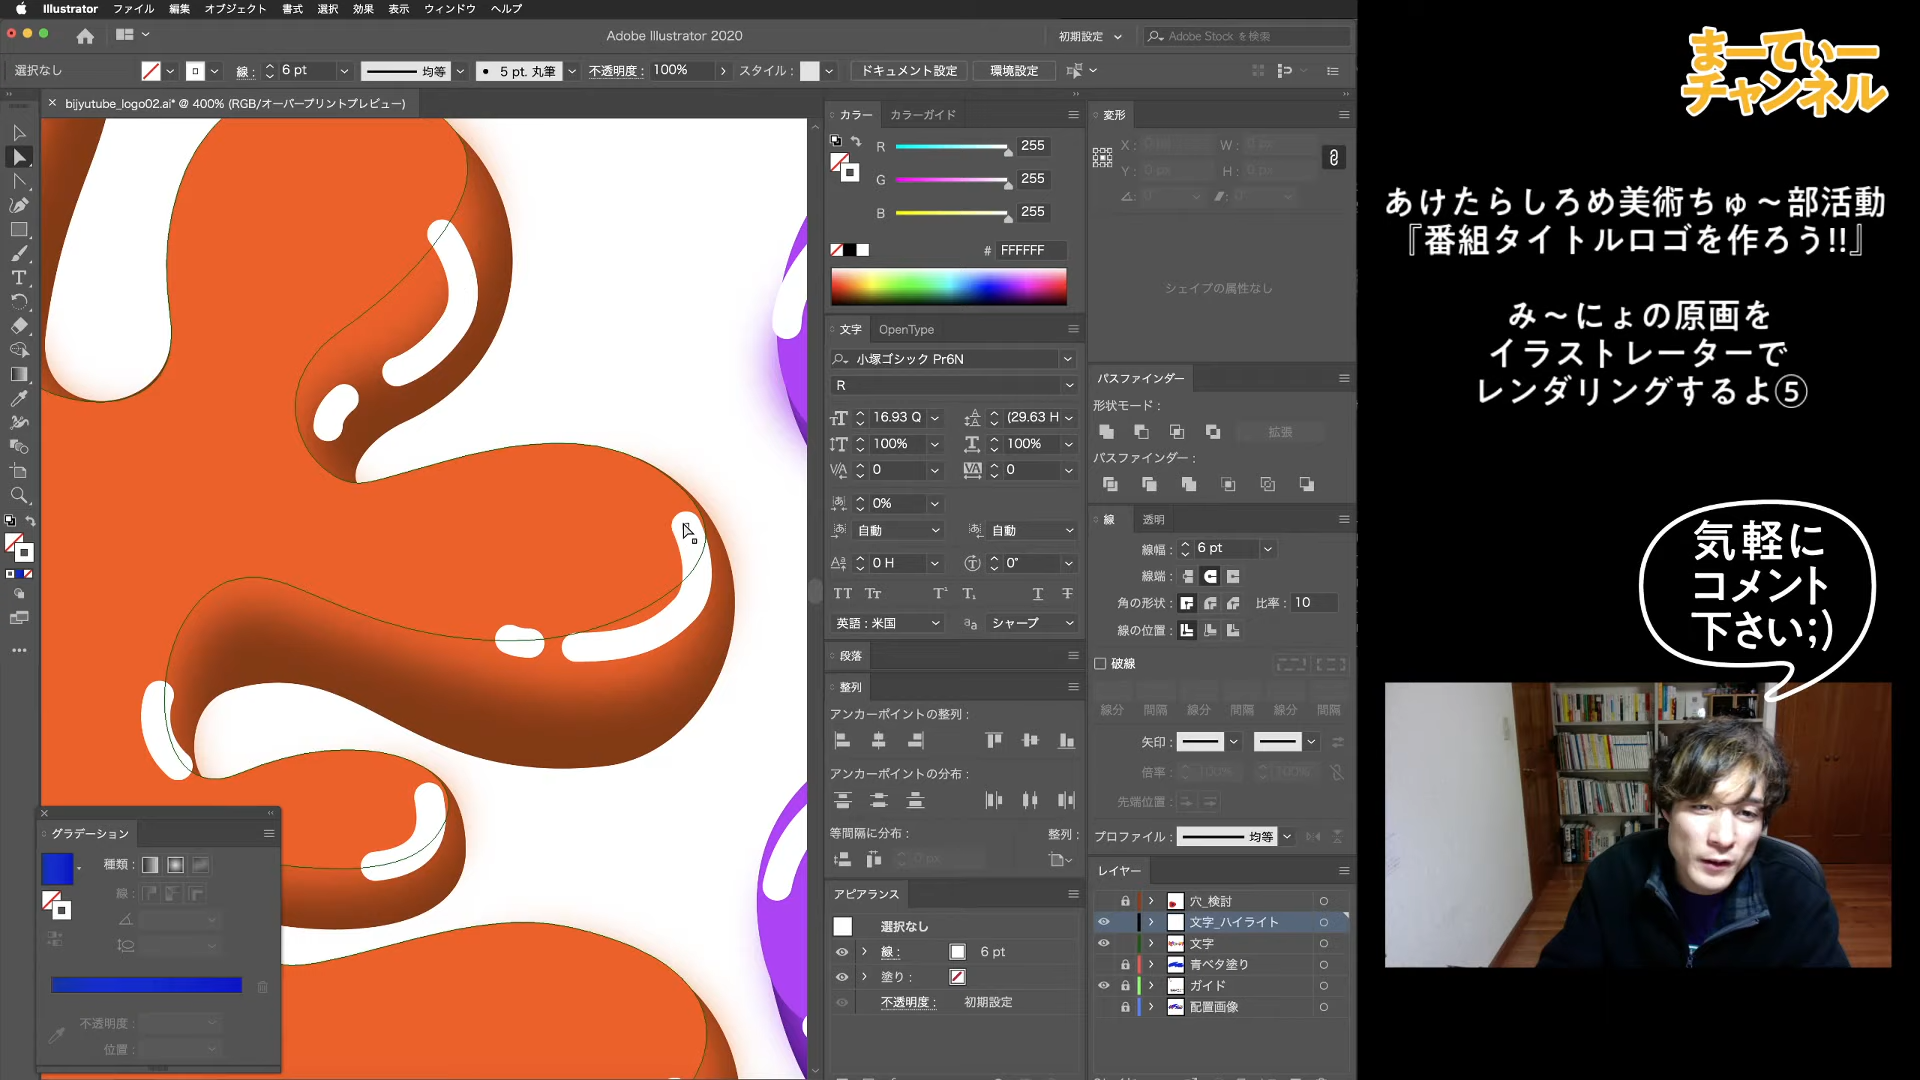 Illustrator ファイル 編集 オブジェクト 書式 選択 効果 表示 ウィンドウ ヘルプ
Adobe Illustrator 2020
初期設定
Adobe Stock を検索
選択なし
線 : 6 pt
均等
5 pt. 丸筆
不透明度 : 100%
スタイル :
ドキュメント設定
環境設定
bijyutube_logo02.ai* @ 400% (RGB/オーバープリントプレビュー)
カラー カラーガイド
R 255
G 255
B 255
# FFFFFF
文字 OpenType
小塚ゴシック Pr6N
R
16.93 Q (29.63 H
100% 100%
0 0
0%
自動 自動
0 H 0°
英語 : 米国 シャープ
段落
整列
アンカーポイントの整列 :
アンカーポイントの分布 :
等間隔に分布 : 整列 :
0 px
アピアランス
選択なし
線 : 6 pt
塗り :
不透明度 : 初期設定
変形
X : 0 px W : 0 px
Y : 0 px H : 0 px
シェイプの属性なし
パスファインダー
形状モード :
拡張
パスファインダー :
線 透明
線幅 : 6 pt
線端 :
角の形状 : 比率 : 10
線の位置 :
破線
線分 間隔 線分 間隔 線分 間隔
矢印 :
倍率 : 100% 100%
先端位置 :
プロファイル : 均等
レイヤー
穴_検討
文字_ハイライト
文字
青ベタ塗り
ガイド
配置画像
グラデーション
種類 :
線 :
不透明度 :
位置 :
まーてぃー
チャンネル
あけたらしろめ美術ちゅ～部活動
『番組タイトルロゴを作ろう!!』
み～にょの原画を
イラストレーターで
レンダリングするよ⑤
気軽に
コメント
下さい;)